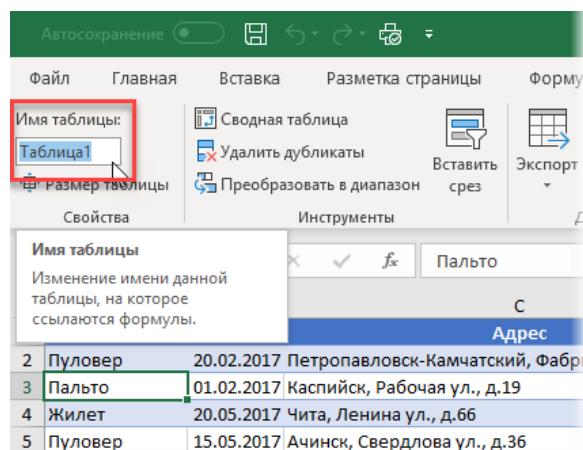 Автосохранение
Файл Главная Вставка Разметка страницы Форму
Имя таблицы:
Таблица1
Размер таблицы
Свойства
Сводная таблица
Удалить дубликаты
Преобразовать в диапазон
Инструменты
Вставить
срез
Экспорт
Имя таблицы
Изменение имени данной
таблицы, на которое
ссылаются формулы.
fx Пальто
C
Адрес
2 Пуловер 20.02.2017 Петропавловск-Камчатский, Фабр
3 Пальто 01.02.2017 Каспийск, Рабочая ул., д.19
4 Жилет 20.05.2017 Чита, Ленина ул., д.66
5 Пуловер 15.05.2017 Ачинск, Свердлова ул., д.36